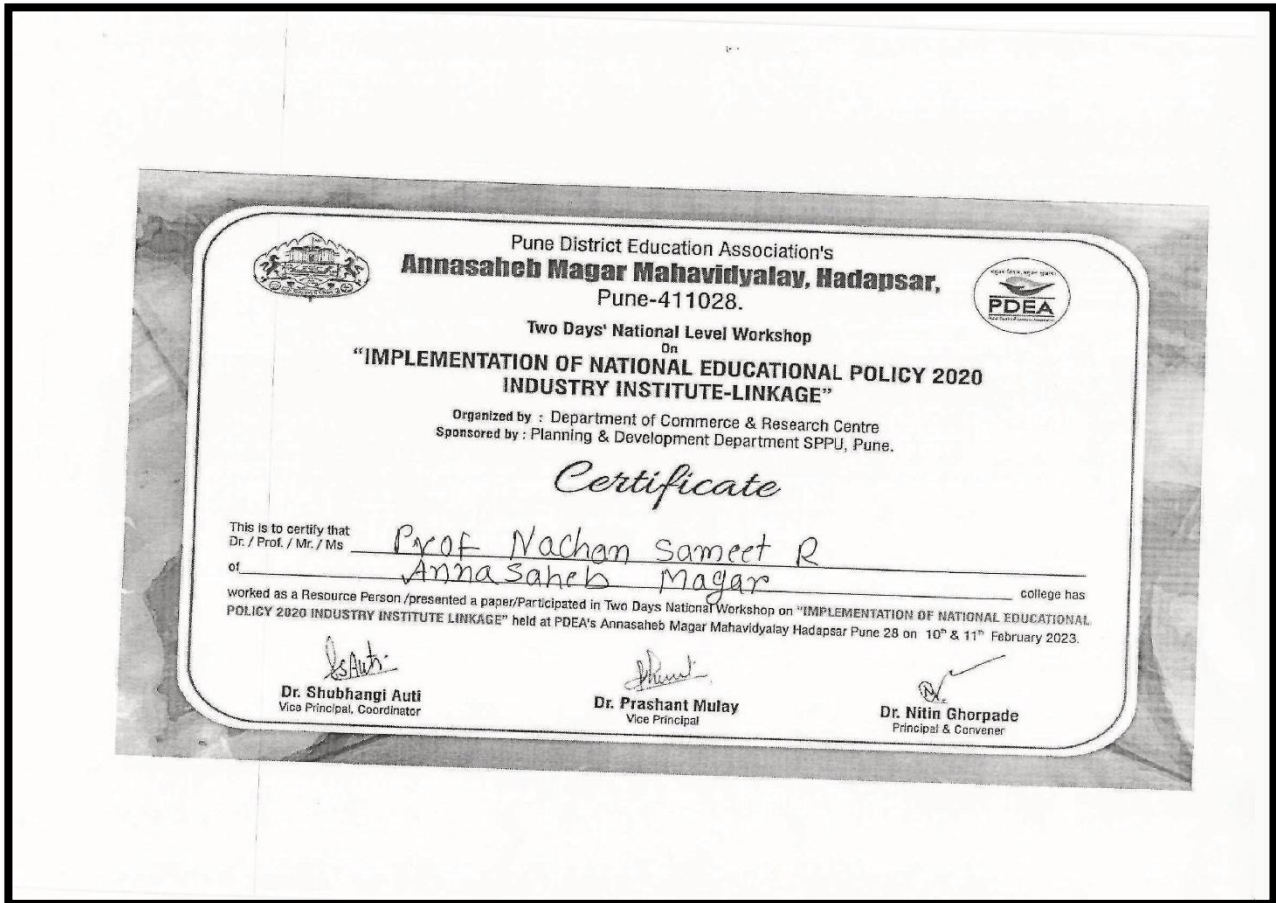 Pune District Education Association's
Annasaheb Magar Mahavidyalay, Hadapsar,
Pune-411028.
PDEA
Two Days' National Level Workshop
On
"IMPLEMENTATION OF NATIONAL EDUCATIONAL POLICY 2020
INDUSTRY INSTITUTE-LINKAGE"
Organized by : Department of Commerce & Research Centre
Sponsored by : Planning & Development Department SPPU, Pune.
Certificate
This is to certify that
Dr. / Prof. / Mr. / Ms Prof Nachan Sameet R
of Annasaheb Magar college has
worked as a Resource Person /presented a paper/Participated in Two Days National Workshop on "IMPLEMENTATION OF NATIONAL EDUCATIONAL
POLICY 2020 INDUSTRY INSTITUTE LINKAGE" held at PDEA's Annasaheb Magar Mahavidyalay Hadapsar Pune 28 on 10th & 11th February 2023.
SSAuti
Dr. Shubhangi Auti
Vice Principal, Coordinator
Dr. Prashant Mulay
Vice Principal
Dr. Nitin Ghorpade
Principal & Convener